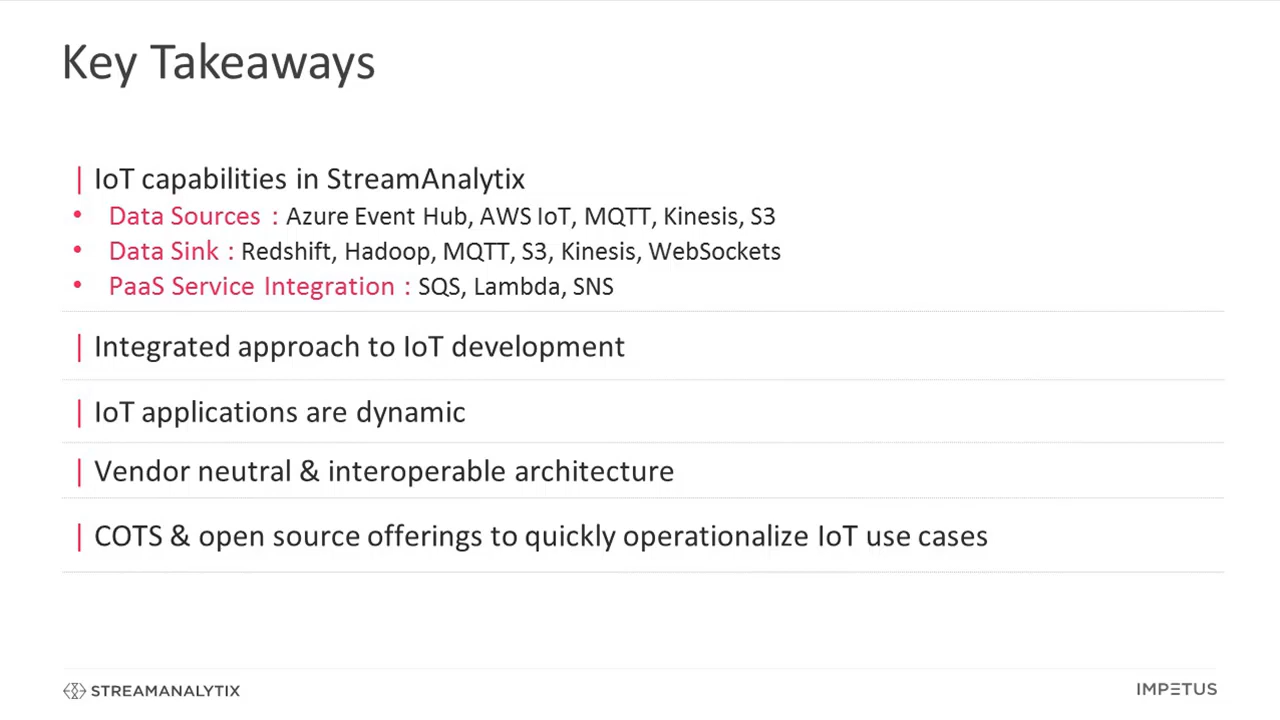 Key Takeaways
| IoT capabilities in StreamAnalytix
• Data Sources : Azure Event Hub, AWS IoT, MQTT, Kinesis, S3
• Data Sink : Redshift, Hadoop, MQTT, S3, Kinesis, WebSockets
• PaaS Service Integration : SQS, Lambda, SNS
| Integrated approach to IoT development
| IoT applications are dynamic
| Vendor neutral & interoperable architecture
| COTS & open source offerings to quickly operationalize IoT use cases
STREAMANALYTIX
IMPETUS